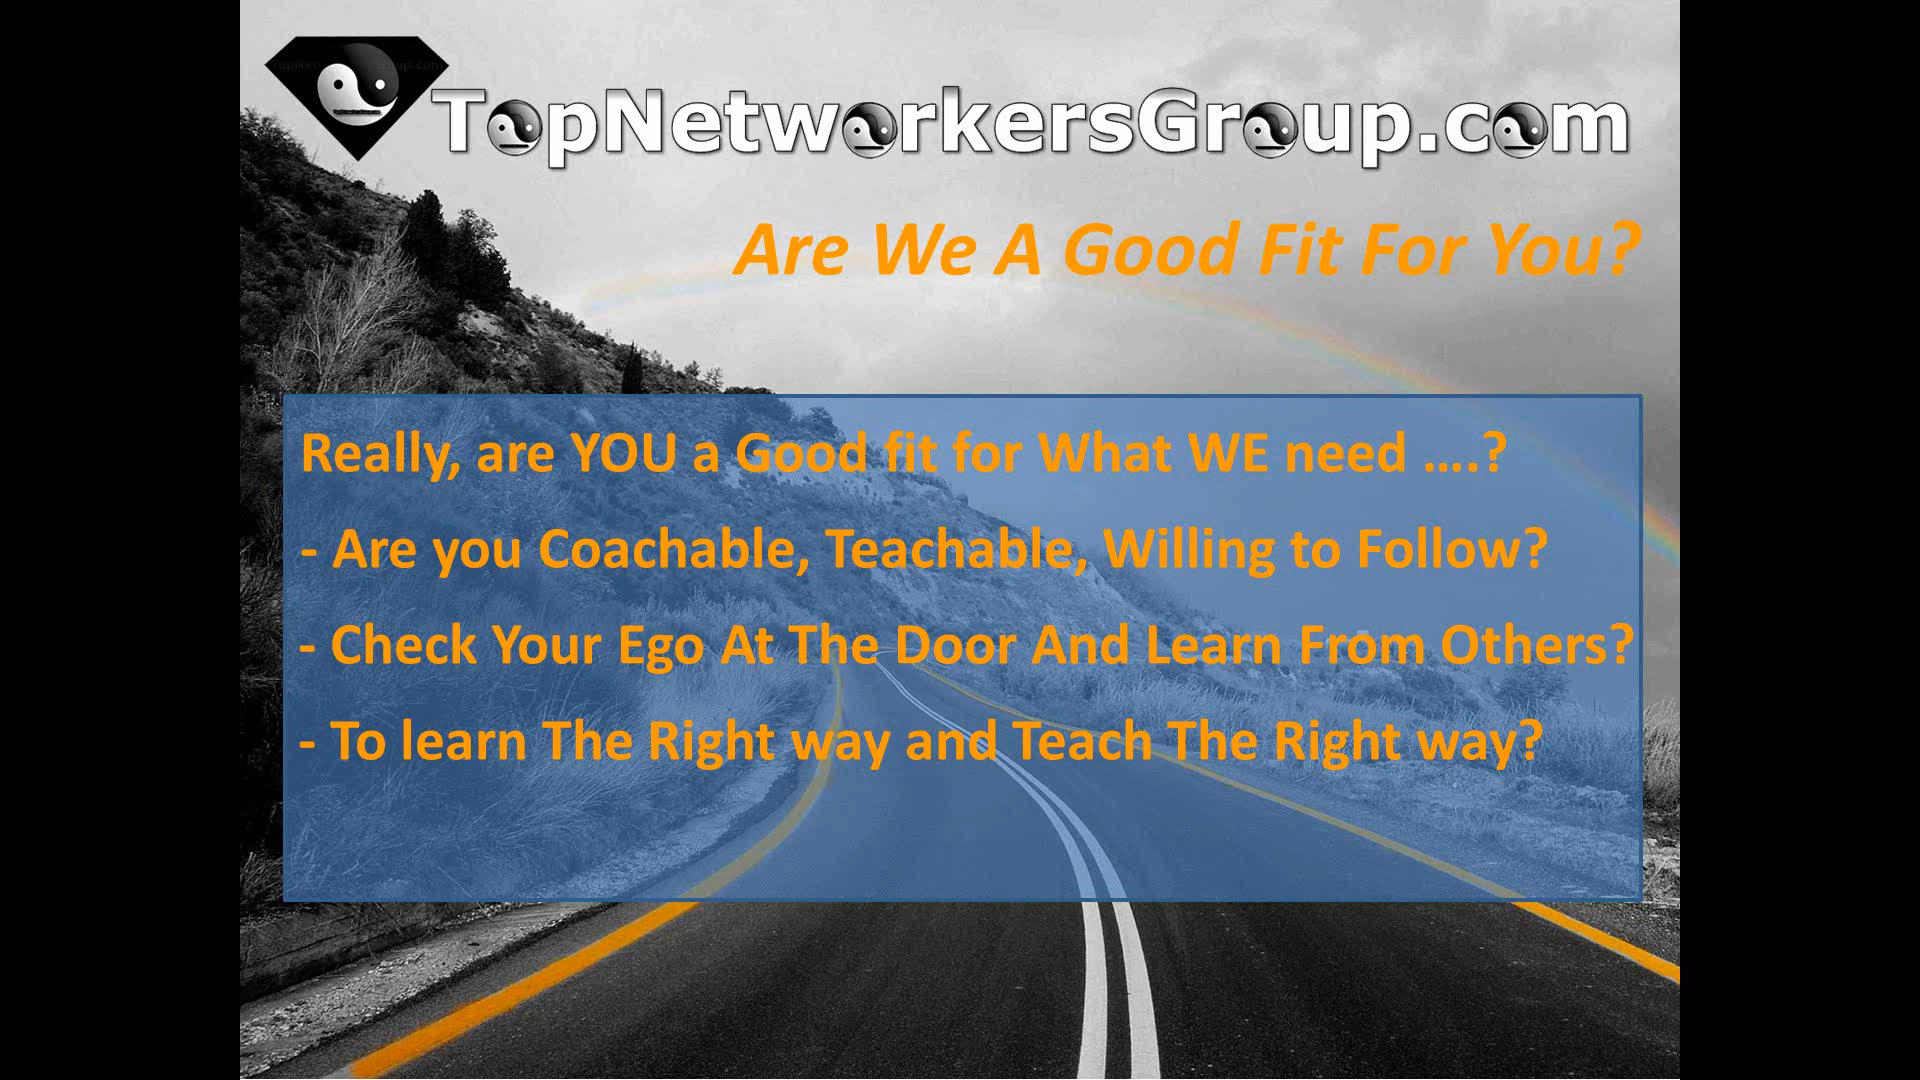 TopNetworkersGroup.com
Are We A Good Fit For You?
Really, are YOU a Good fit for What WE need ....?
- Are you Coachable, Teachable, Willing to Follow?
- Check Your Ego At The Door And Learn From Others?
- To learn The Right way and Teach The Right way?